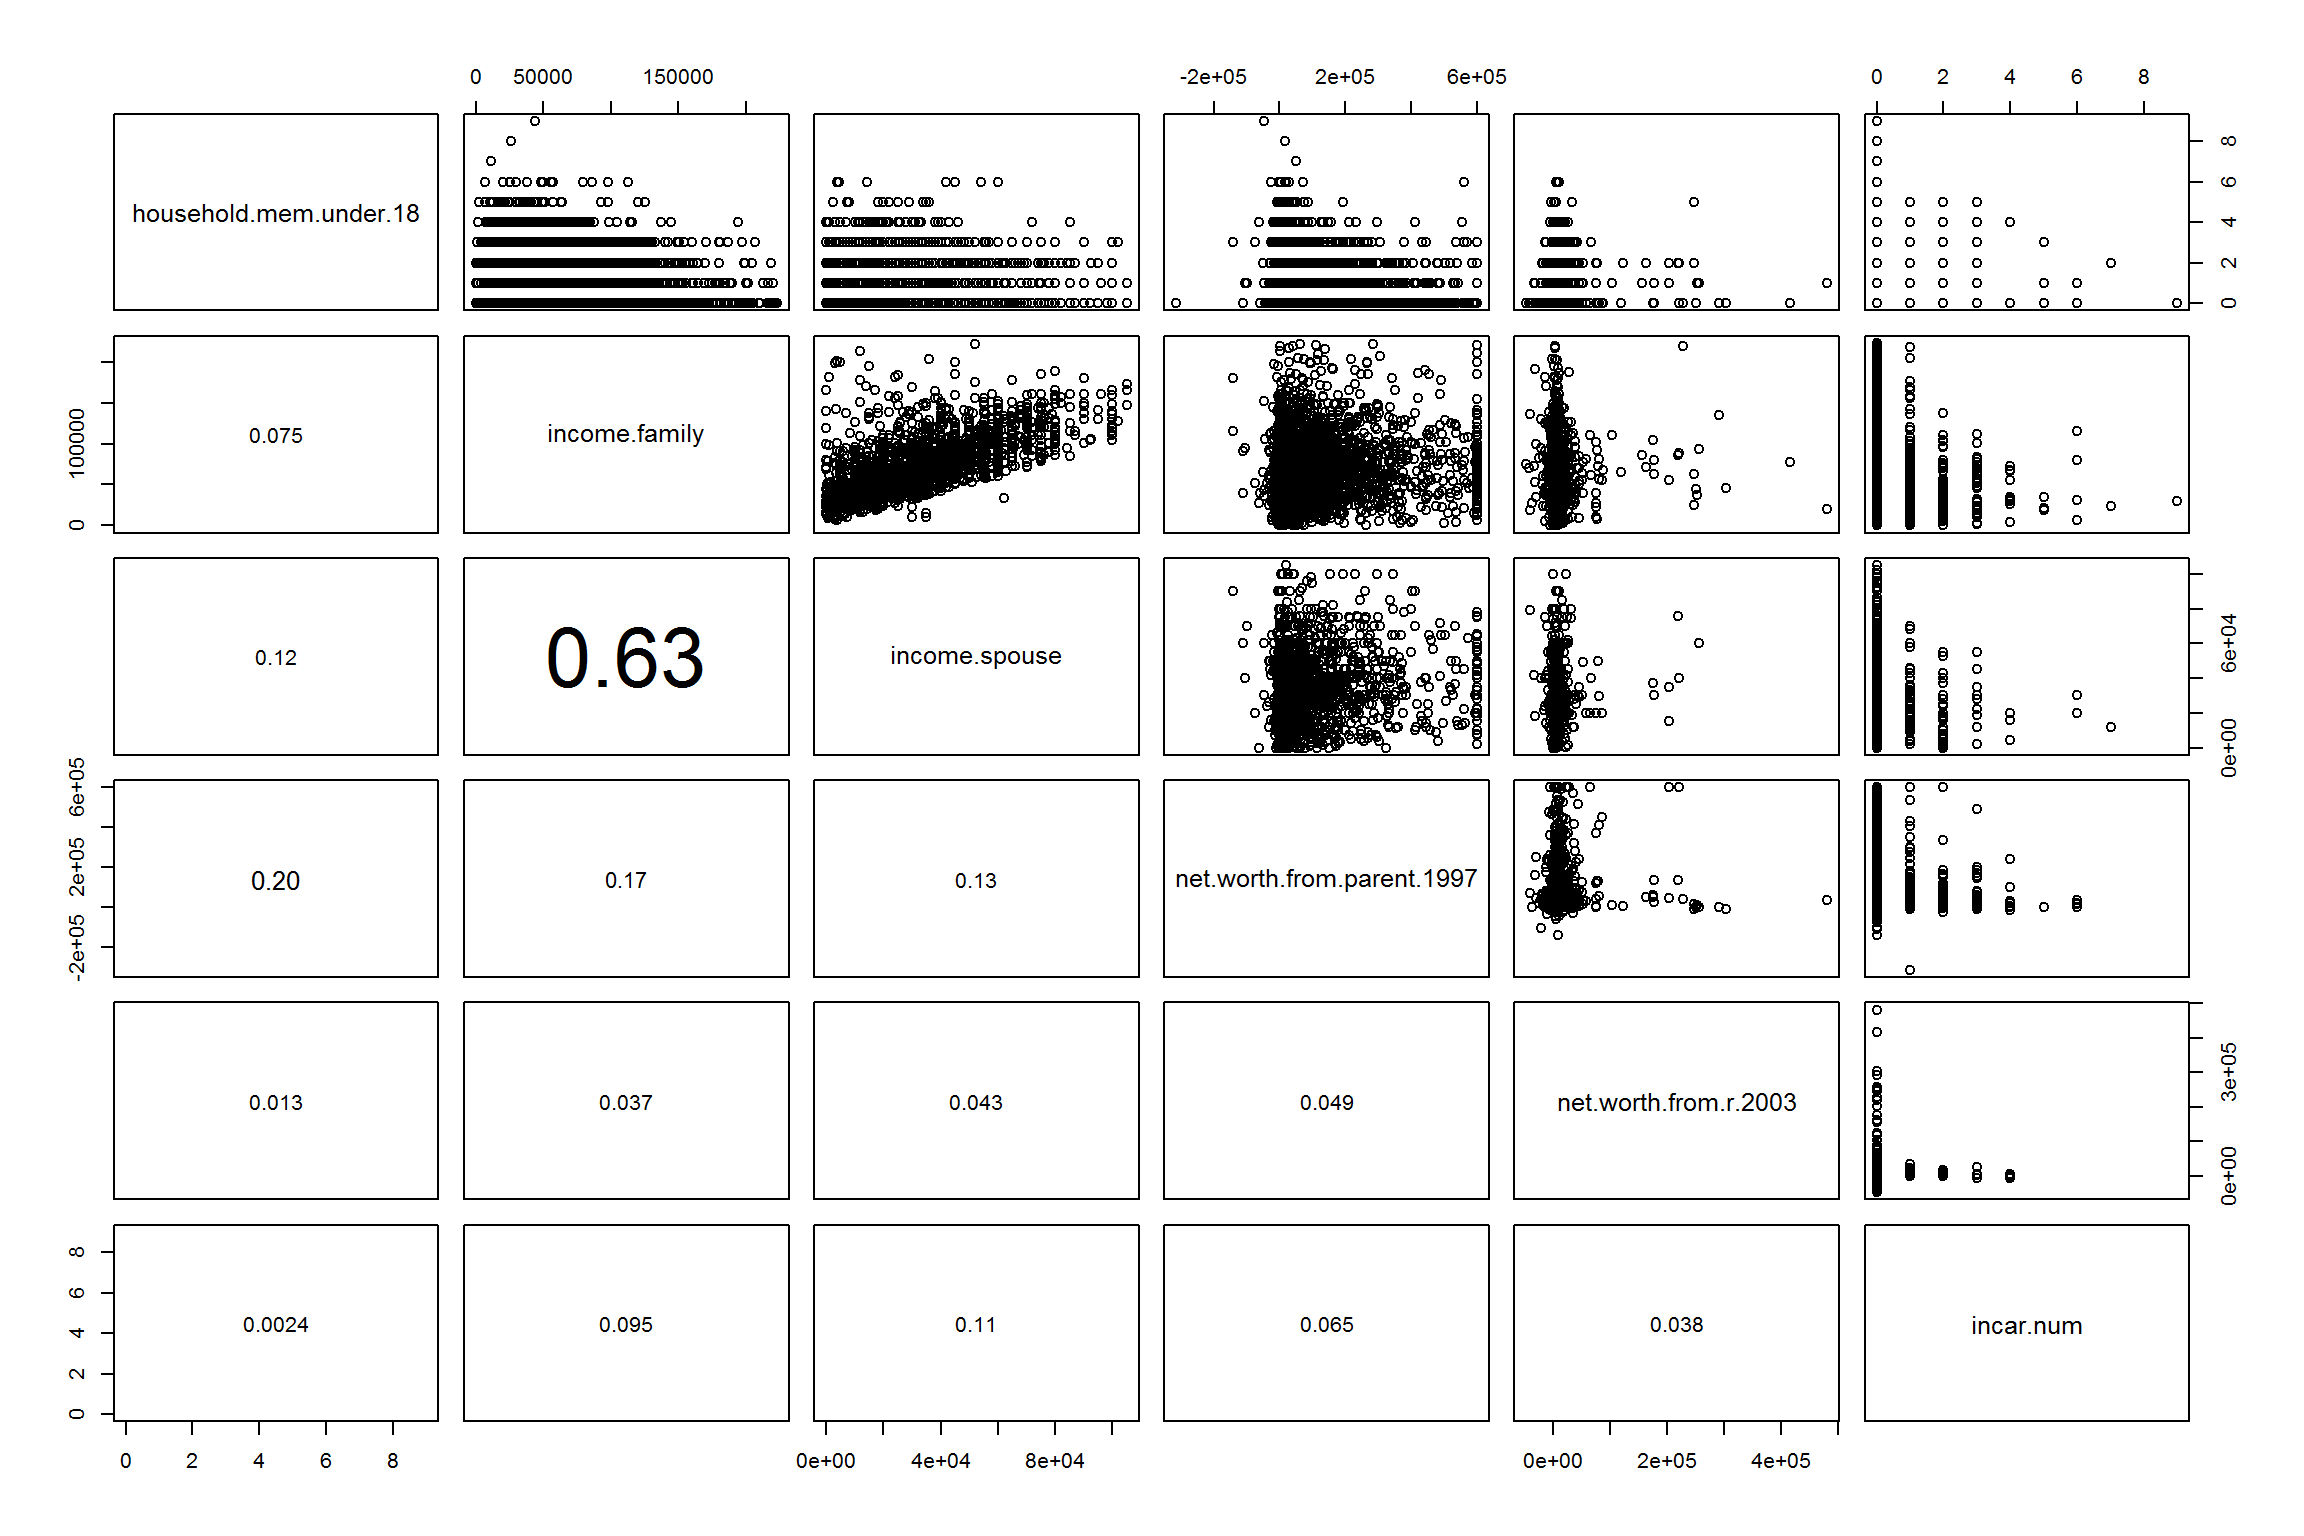 0 50000 150000
-2e+05 2e+05 6e+05
0 2 4 6 8
household.mem.under.18
0 2 4 6 8
0 100000
0.075
income.family
0.12
0.63
income.spouse
0e+00 6e+04
-2e+05 2e+05 6e+05
0.20
0.17
0.13
net.worth.from.parent.1997
0.013
0.037
0.043
0.049
net.worth.from.r.2003
0e+00 3e+05
0 2 4 6 8
0.0024
0.095
0.11
0.065
0.038
incar.num
0 2 4 6 8
0e+00 4e+04 8e+04
0e+00 2e+05 4e+05